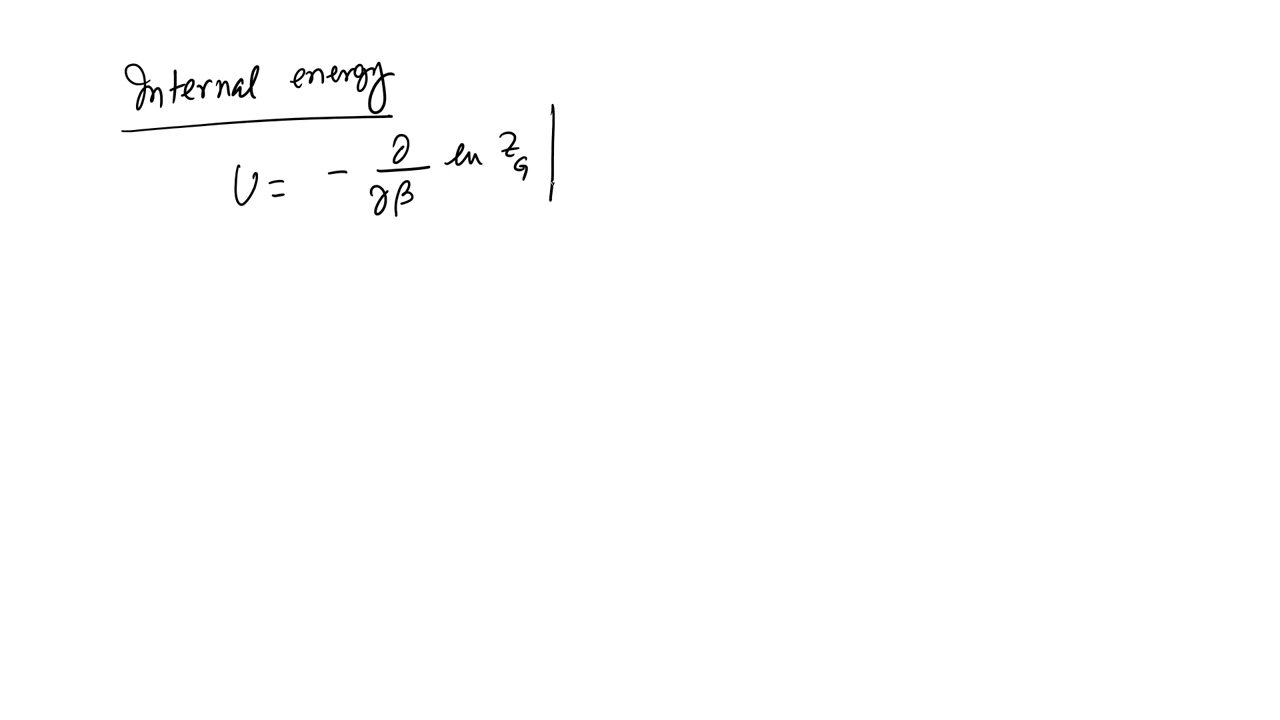 Internal energy
U = - ∂/∂β ln Z_G |